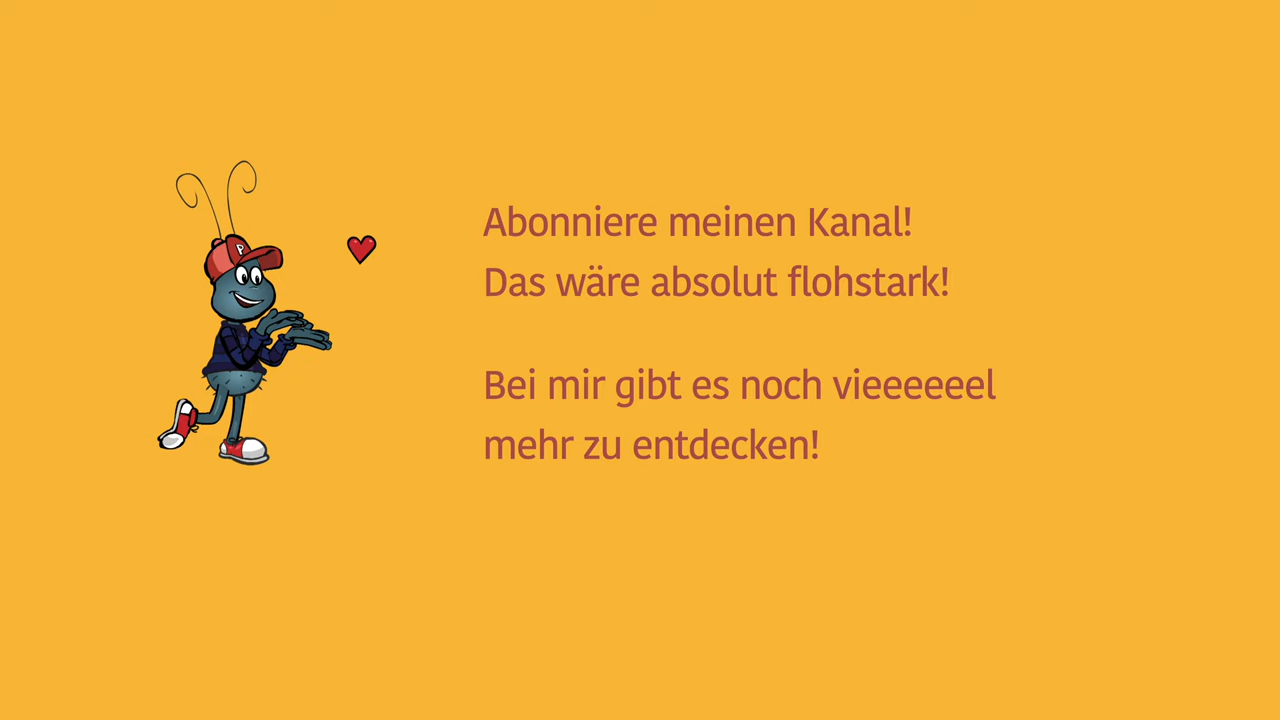 P
Abonniere meinen Kanal!
Das wäre absolut flohstark!
Bei mir gibt es noch vieeeeeel
mehr zu entdecken!